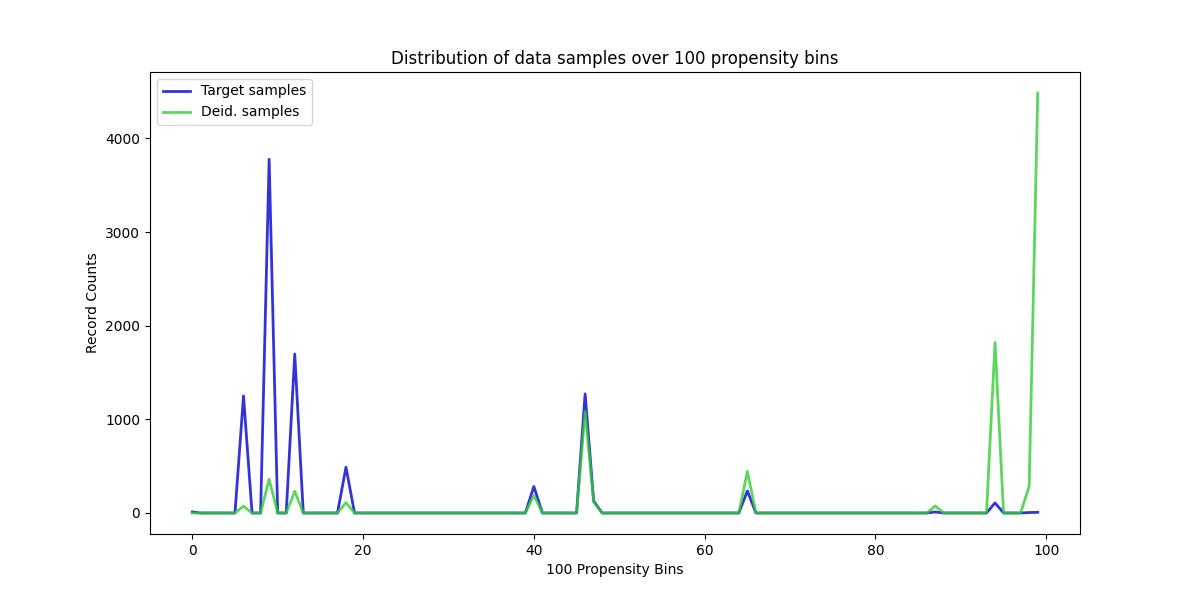 Distribution of data samples over 100 propensity bins
Target samples
Deid. samples
Record Counts
4000
3000
2000
1000
0
0 20 40 60 80 100
100 Propensity Bins